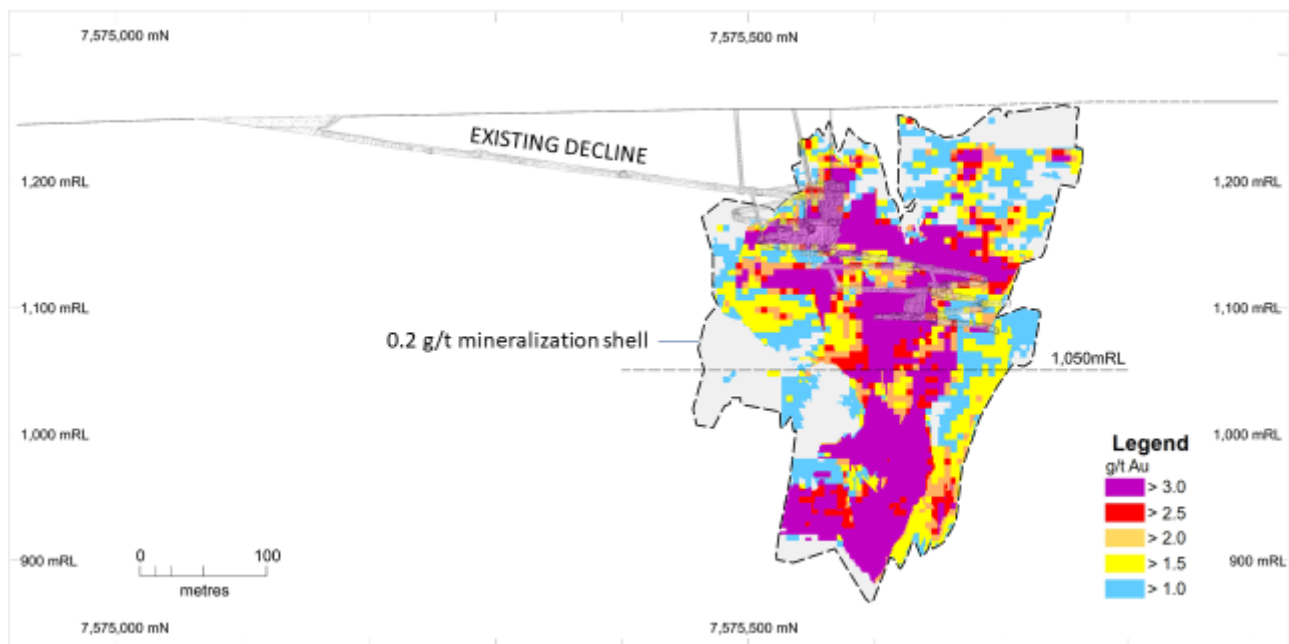 7,575,000 mN 7,575,500 mN
EXISTING DECLINE
1,200 mRL 1,200 mRL
1,100 mRL 1,100 mRL
0.2 g/t mineralization shell
1,050mRL
1,000 mRL 1,000 mRL
Legend
g/t Au
> 3.0
> 2.5
> 2.0
> 1.5
> 1.0
0 100
metres
900 mRL 900 mRL
7,575,000 mN 7,575,500 mN